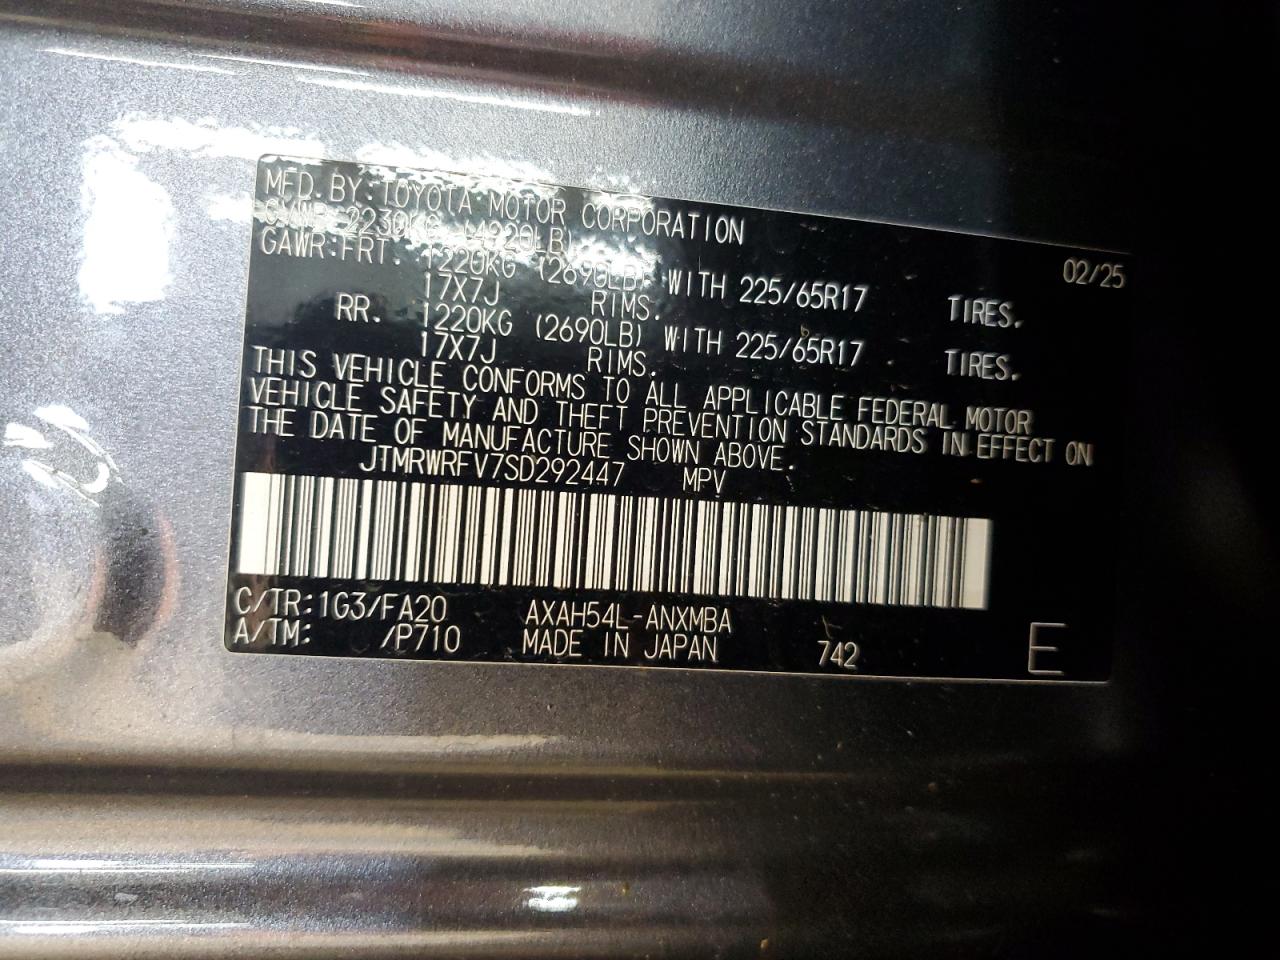 MFD. BY: TOYOTA MOTOR CORPORATION 02/25
GVWR 2230KG (4920LB)
GAWR:FRT. 1220KG (2690LB) WITH 225/65R17 TIRES.
17X7J RIMS.
RR. 1220KG (2690LB) WITH 225/65R17 TIRES.
17X7J RIMS.
THIS VEHICLE CONFORMS TO ALL APPLICABLE FEDERAL MOTOR
VEHICLE SAFETY AND THEFT PREVENTION STANDARDS IN EFFECT ON
THE DATE OF MANUFACTURE SHOWN ABOVE.
JTMRWRFV7SD292447 MPV
C/TR:1G3/FA20 AXAH54L-ANXMBA
A/TM: /P710 MADE IN JAPAN 742 E